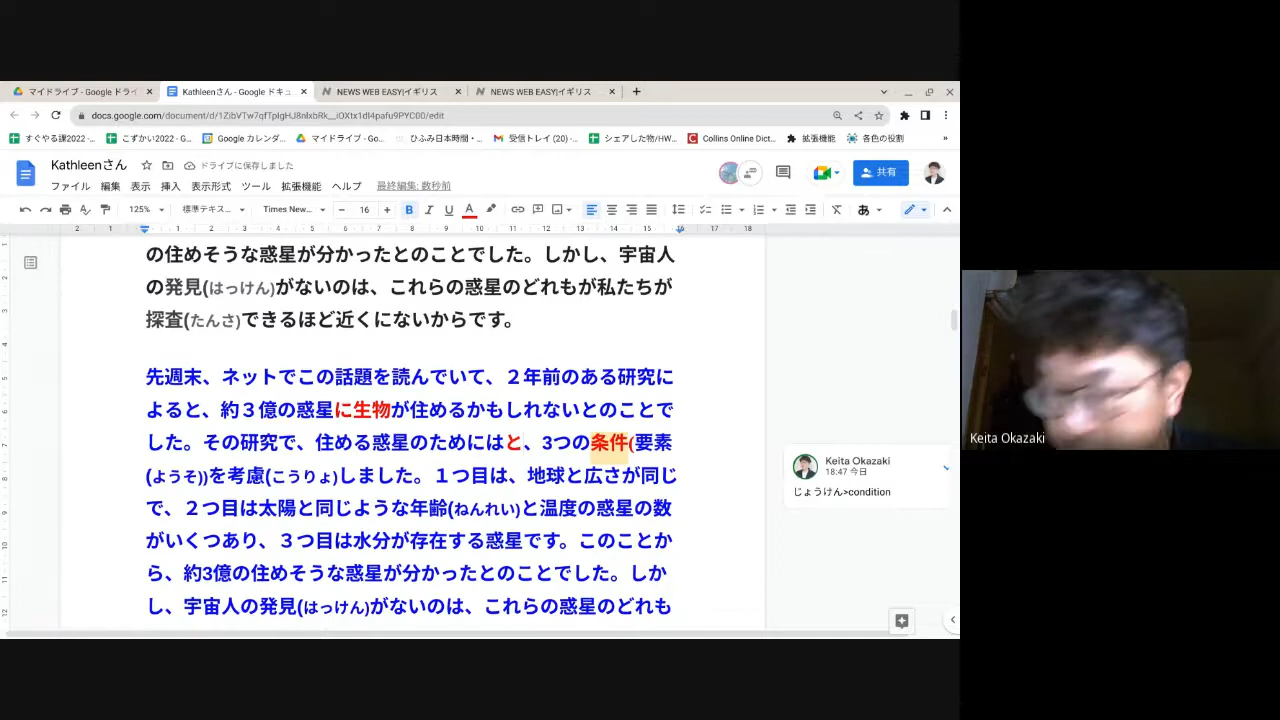 マイドライブ - Google ドライ
Kathleenさん - Google ドキュ
NEWS WEB EASY|イギリス
NEWS WEB EASY|イギリス
すぐやる課2022 - ...
こずかい2022 - G...
Google カレンダ...
マイドライブ - Go...
ひふみ日本時間 - ...
受信トレイ (20) - ...
シェアした物/HW...
Collins Online Dict...
拡張機能
各色の役割
Kathleenさん
ドライブに保存しました
共有
ファイル 編集 表示 挿入 表示形式 ツール 拡張機能 ヘルプ 最終編集: 数秒前
125% 標準テキス... Times New... 16 B I U A あ
の住めそうな惑星が分かったとのことでした。しかし、宇宙人
の発見(はっけん)がないのは、これらの惑星のどれもが私たちが
探査(たんさ)できるほど近くにないからです。
先週末、ネットでこの話題を読んでいて、２年前のある研究に
よると、約３億の惑星に生物が住めるかもしれないとのことで
した。その研究で、住める惑星のためにはと、3つの条件(要素
(ようそ))を考慮(こうりょ)しました。１つ目は、地球と広さが同じ
で、２つ目は太陽と同じような年齢(ねんれい)と温度の惑星の数
がいくつあり、３つ目は水分が存在する惑星です。このことか
ら、約3億の住めそうな惑星が分かったとのことでした。しか
し、宇宙人の発見(はっけん)がないのは、これらの惑星のどれも
Keita Okazaki
18:47 今日
じょうけん>condition
Keita Okazaki